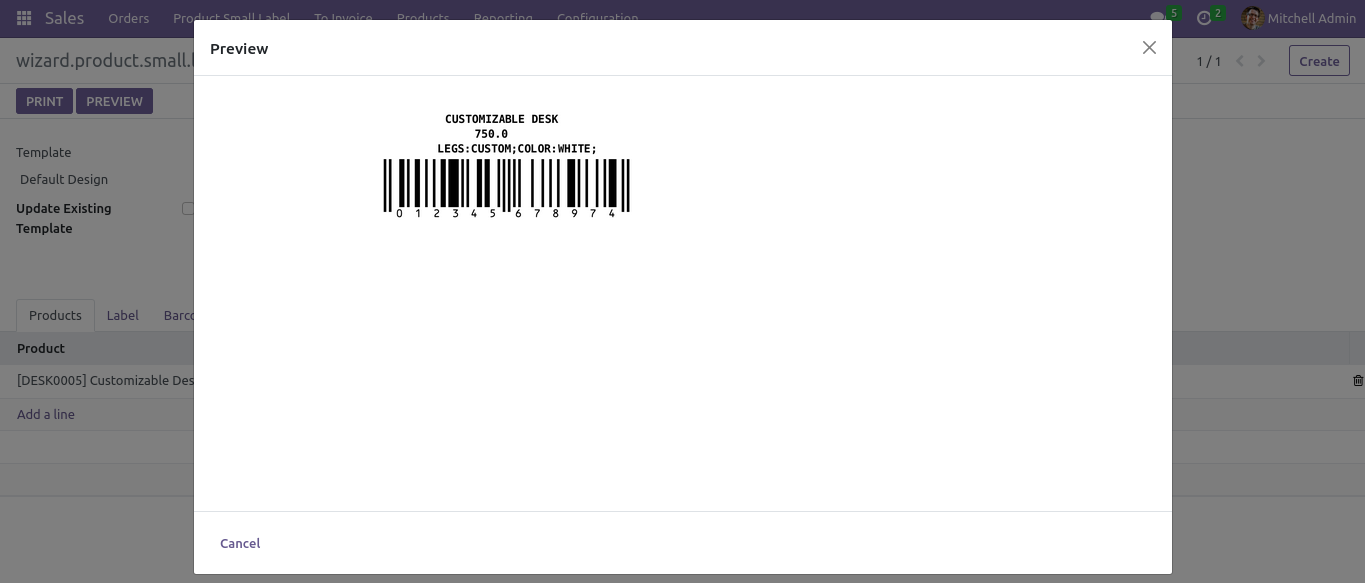 Sales Orders Product Small Label To Invoice Products Reporting Configuration 5 2 Mitchell Admin
wizard.product.small.l 1 / 1 Create
PRINT PREVIEW
Preview
CUSTOMIZABLE DESK
750.0
LEGS:CUSTOM;COLOR:WHITE;
0 1 2 3 4 5 6 7 8 9 7 4
Template
Default Design
Update Existing
Template
Products Label Barco
Product
[DESK0005] Customizable Des
Add a line
Cancel